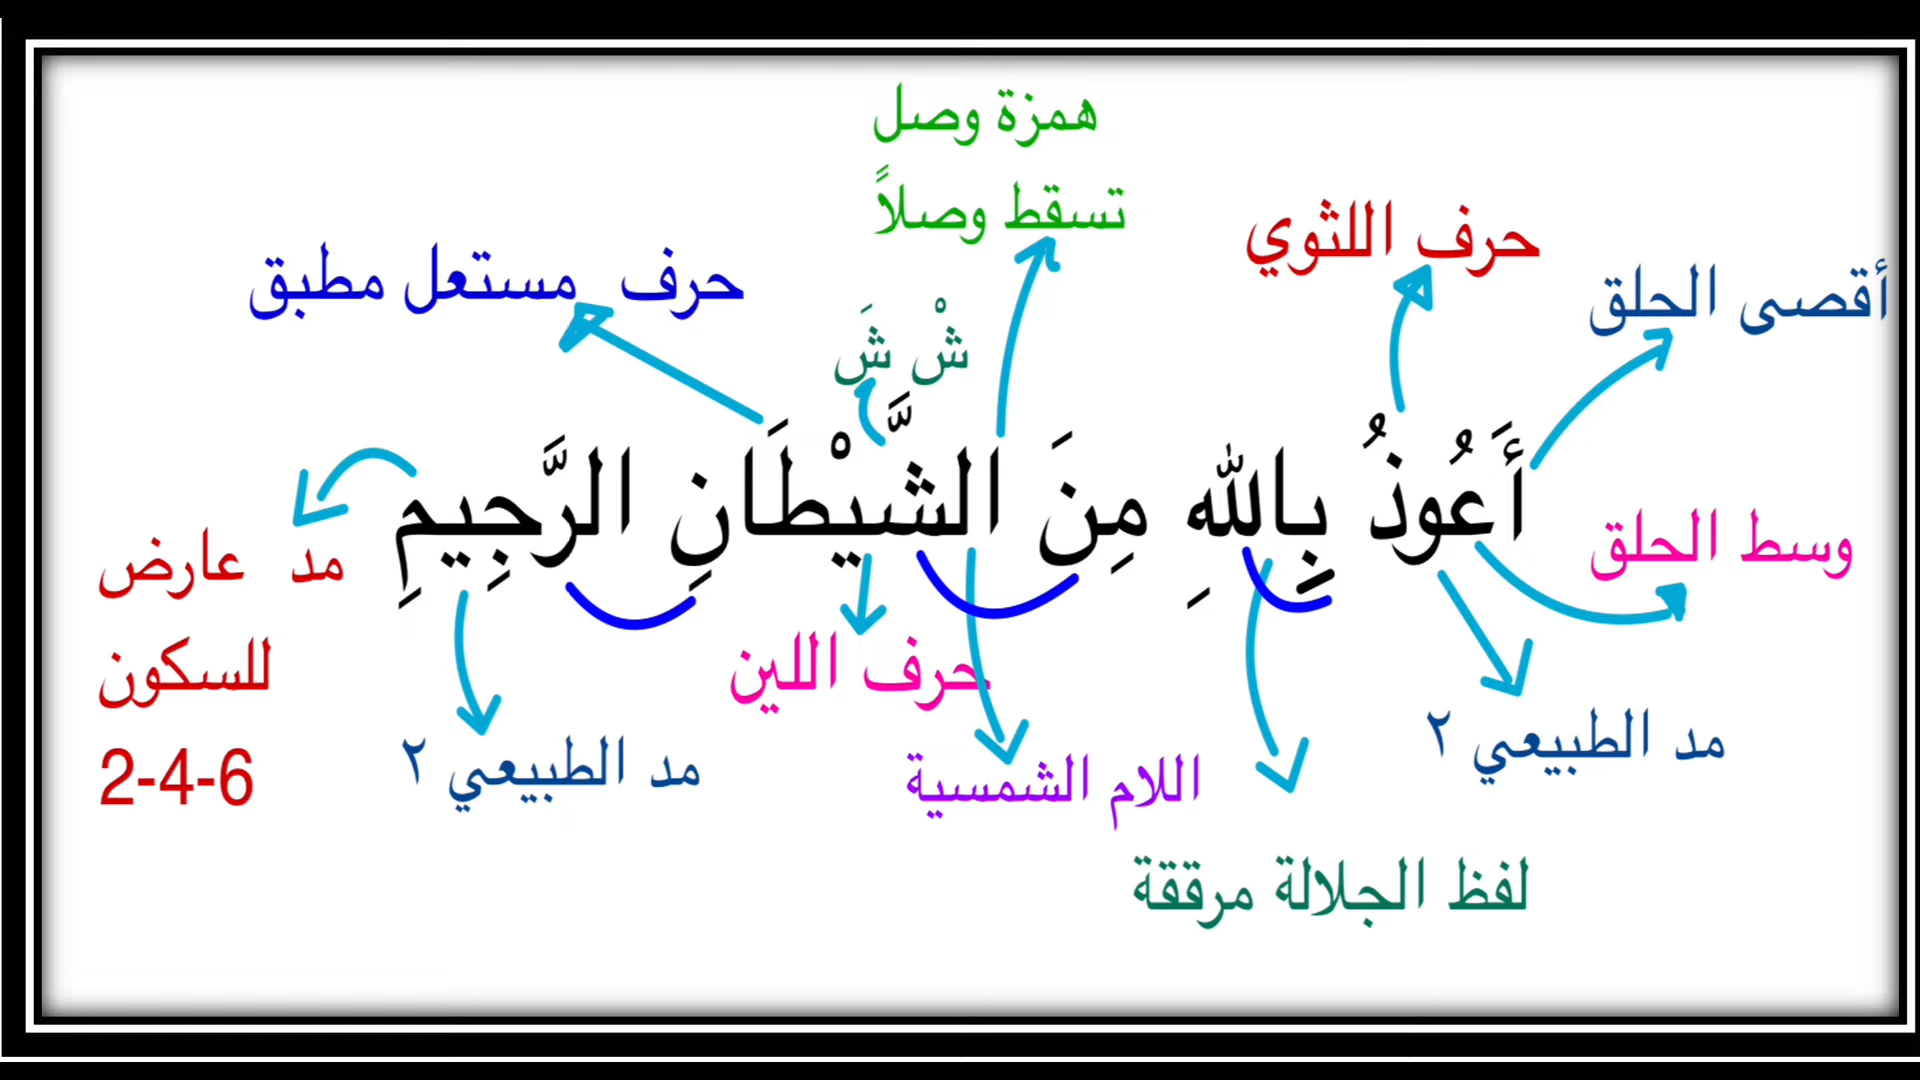 همزة وصل
تسقط وصلاً
حرف اللثوي
أقصى الحلق
حرف مستعل مطبق
شْ شَ
أَعُوذُ بِاللّٰهِ مِنَ الشَّيْطَانِ الرَّجِيمِ
وسط الحلق
مد عارض
للسكون
2-4-6
حرف اللين
مد الطبيعي ٢
اللام الشمسية
مد الطبيعي ٢
لفظ الجلالة مرققة